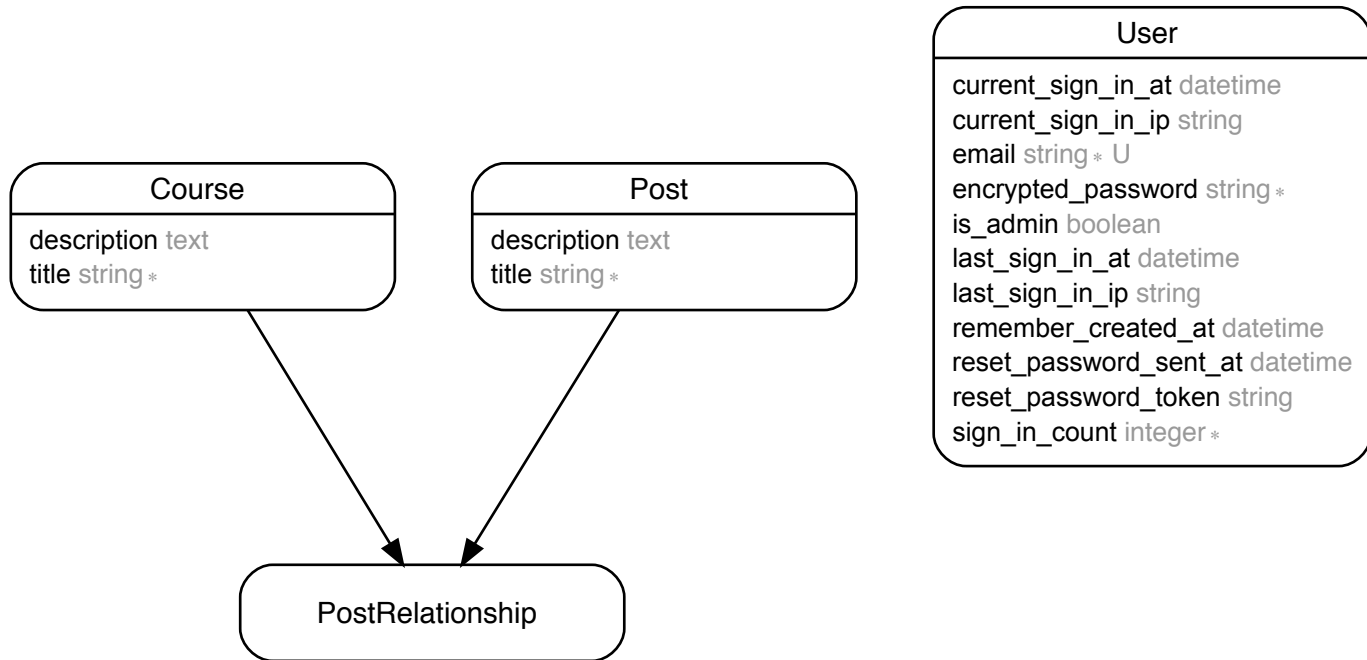 User
current_sign_in_at datetime
current_sign_in_ip string
email string * U
encrypted_password string *
is_admin boolean
last_sign_in_at datetime
last_sign_in_ip string
remember_created_at datetime
reset_password_sent_at datetime
reset_password_token string
sign_in_count integer *
Course
description text
title string *
Post
description text
title string *
PostRelationship